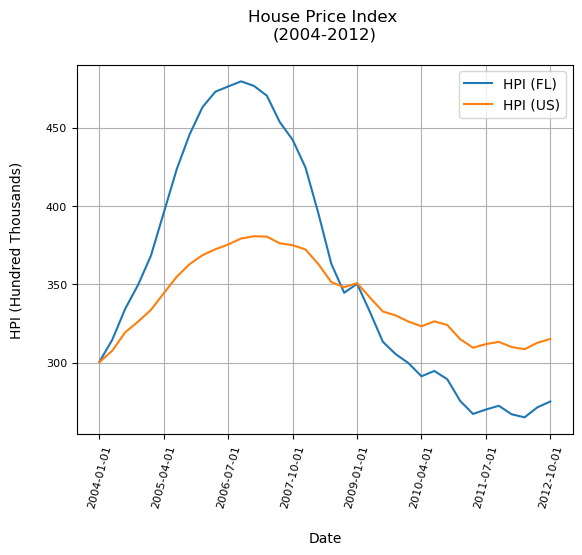 House Price Index
(2004-2012)
HPI (FL)
HPI (US)
HPI (Hundred Thousands)
450
400
350
300
2004-01-01
2005-04-01
2006-07-01
2007-10-01
2009-01-01
2010-04-01
2011-07-01
2012-10-01
Date